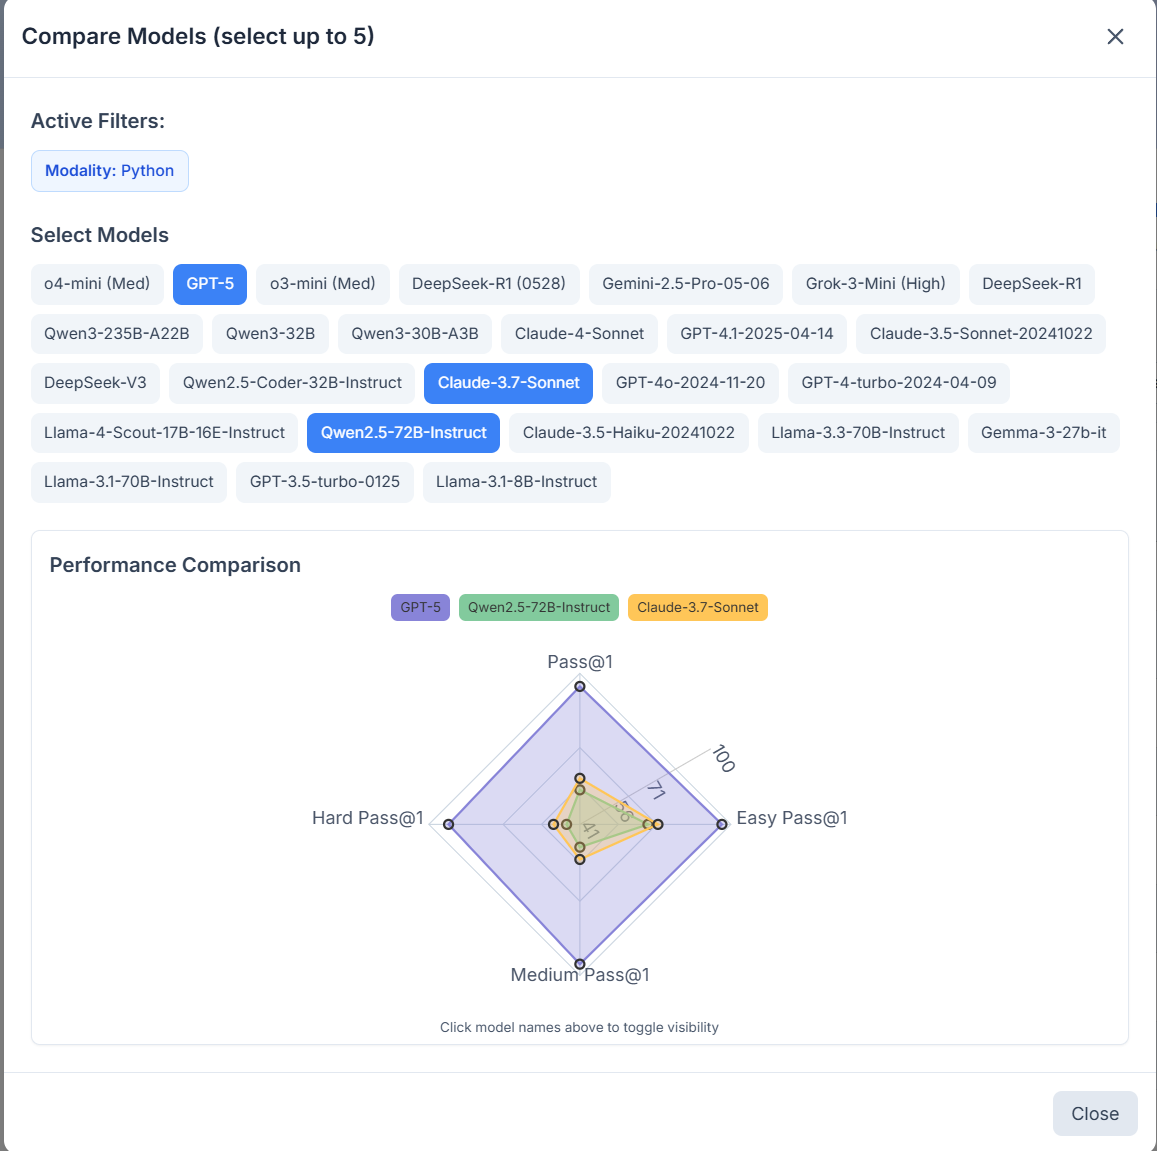 Compare Models (select up to 5)
Active Filters:
Modality: Python
Select Models
o4-mini (Med) GPT-5 o3-mini (Med) DeepSeek-R1 (0528) Gemini-2.5-Pro-05-06 Grok-3-Mini (High) DeepSeek-R1
Qwen3-235B-A22B Qwen3-32B Qwen3-30B-A3B Claude-4-Sonnet GPT-4.1-2025-04-14 Claude-3.5-Sonnet-20241022
DeepSeek-V3 Qwen2.5-Coder-32B-Instruct Claude-3.7-Sonnet GPT-4o-2024-11-20 GPT-4-turbo-2024-04-09
Llama-4-Scout-17B-16E-Instruct Qwen2.5-72B-Instruct Claude-3.5-Haiku-20241022 Llama-3.3-70B-Instruct Gemma-3-27b-it
Llama-3.1-70B-Instruct GPT-3.5-turbo-0125 Llama-3.1-8B-Instruct
Performance Comparison
GPT-5 Qwen2.5-72B-Instruct Claude-3.7-Sonnet
Pass@1
100
71
41
Hard Pass@1
Easy Pass@1
Medium Pass@1
Click model names above to toggle visibility
Close